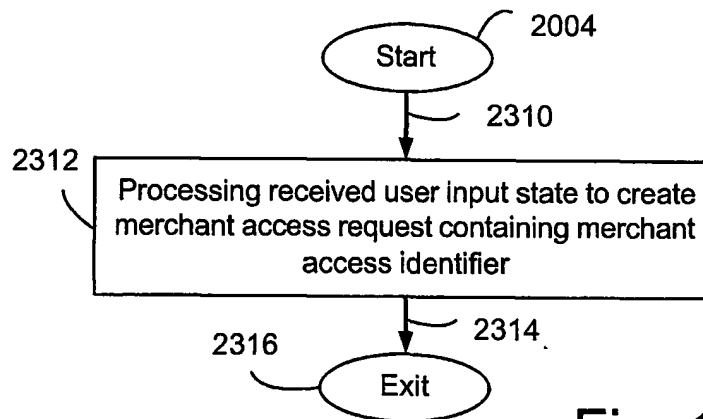 2004
Start
2310
2312
Processing received user input state to create
merchant access request containing merchant
access identifier
2314
2316
Exit